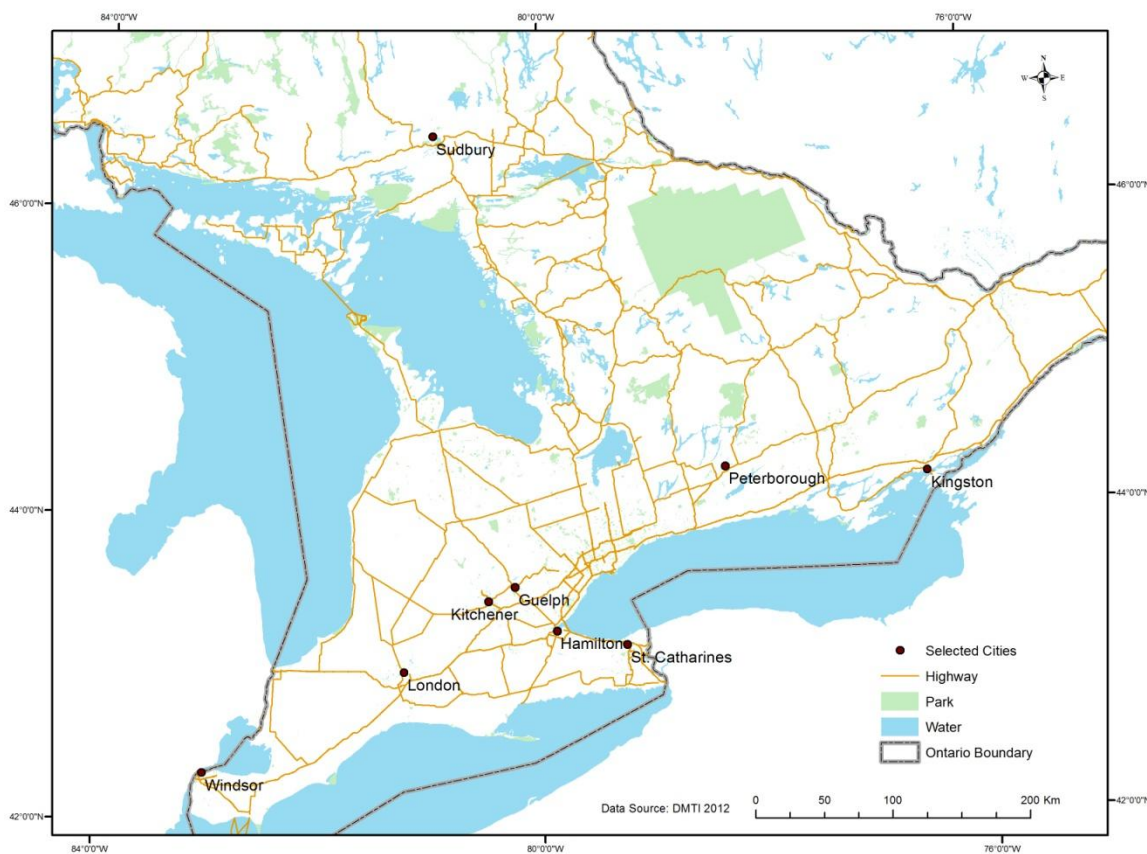 84°0'0"W 80°0'0"W 76°0'0"W
N
W E
S
Sudbury
46°0'0"N 46°0'0"N
Peterborough
Kingston
44°0'0"N 44°0'0"N
Guelph
Kitchener
Hamilton
St. Catharines
London
Windsor
Selected Cities
Highway
Park
Water
Ontario Boundary
Data Source: DMTI 2012
0 50 100 200 Km
42°0'0"N 42°0'0"N
84°0'0"W 80°0'0"W 76°0'0"W